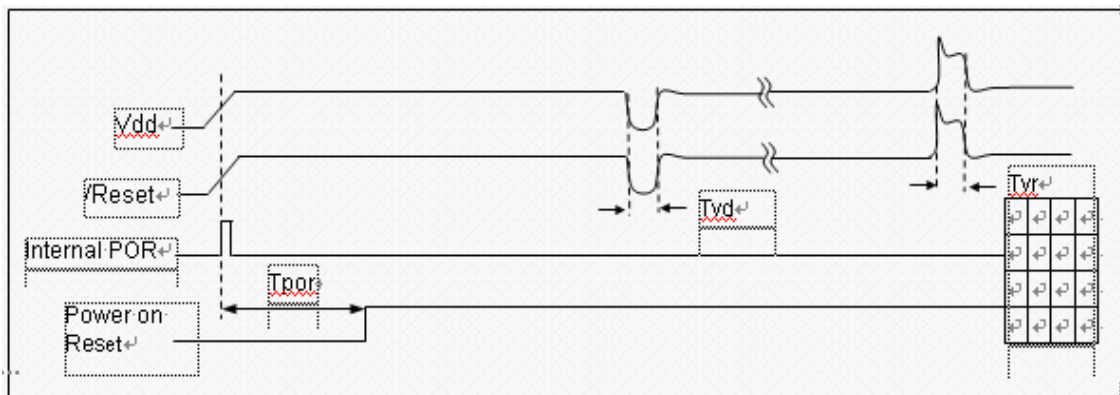 Vdd
/Reset
Tvd
Tvr
Internal POR
Tpor
Power on
Reset